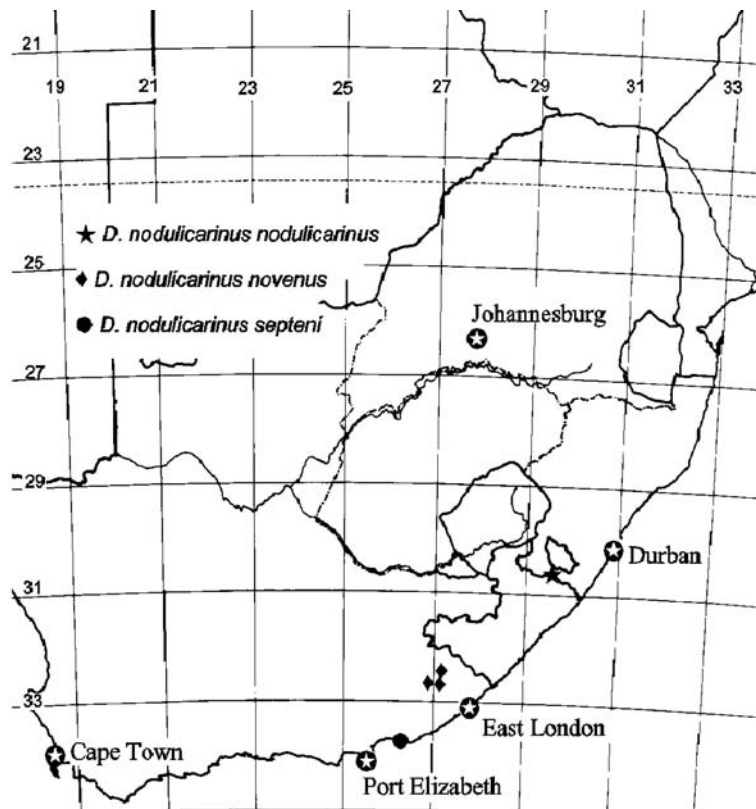 21
19 21 23 25 27 29 31 33
23
D. nodulicarinus nodulicarinus
D. nodulicarinus novenus
25
D. nodulicarinus septeni
Johannesburg
27
29
Durban
31
33
East London
Cape Town
Port Elizabeth